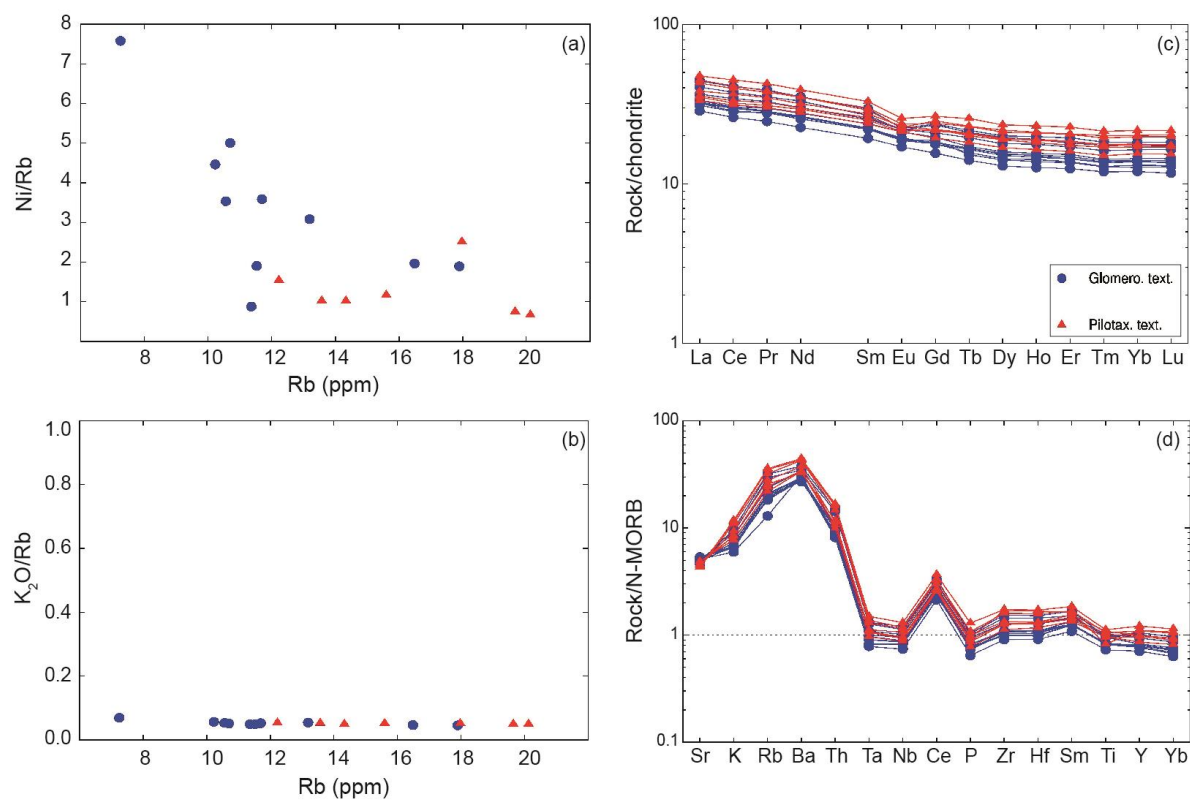 (a)
Ni/Rb
8
7
6
5
4
3
2
1
8 10 12 14 16 18 20
Rb (ppm)
(c)
Rock/chondrite
100
10
1
Glomero. text.
Pilotax. text.
La Ce Pr Nd Sm Eu Gd Tb Dy Ho Er Tm Yb Lu
(b)
K₂O/Rb
1.0
0.8
0.6
0.4
0.2
0.0
8 10 12 14 16 18 20
Rb (ppm)
(d)
Rock/N-MORB
100
10
1
0.1
Sr K Rb Ba Th Ta Nb Ce P Zr Hf Sm Ti Y Yb